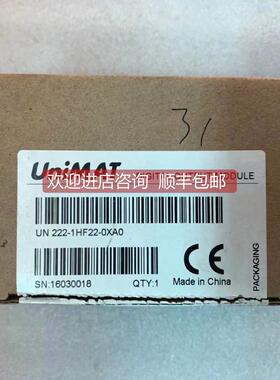 31
UniMAT
MODULE
欢迎进店咨询 顺丰包邮
UN 222-1HF22-0XA0
CE
SN:16030018
QTY:1
Made in China
PACKAGING